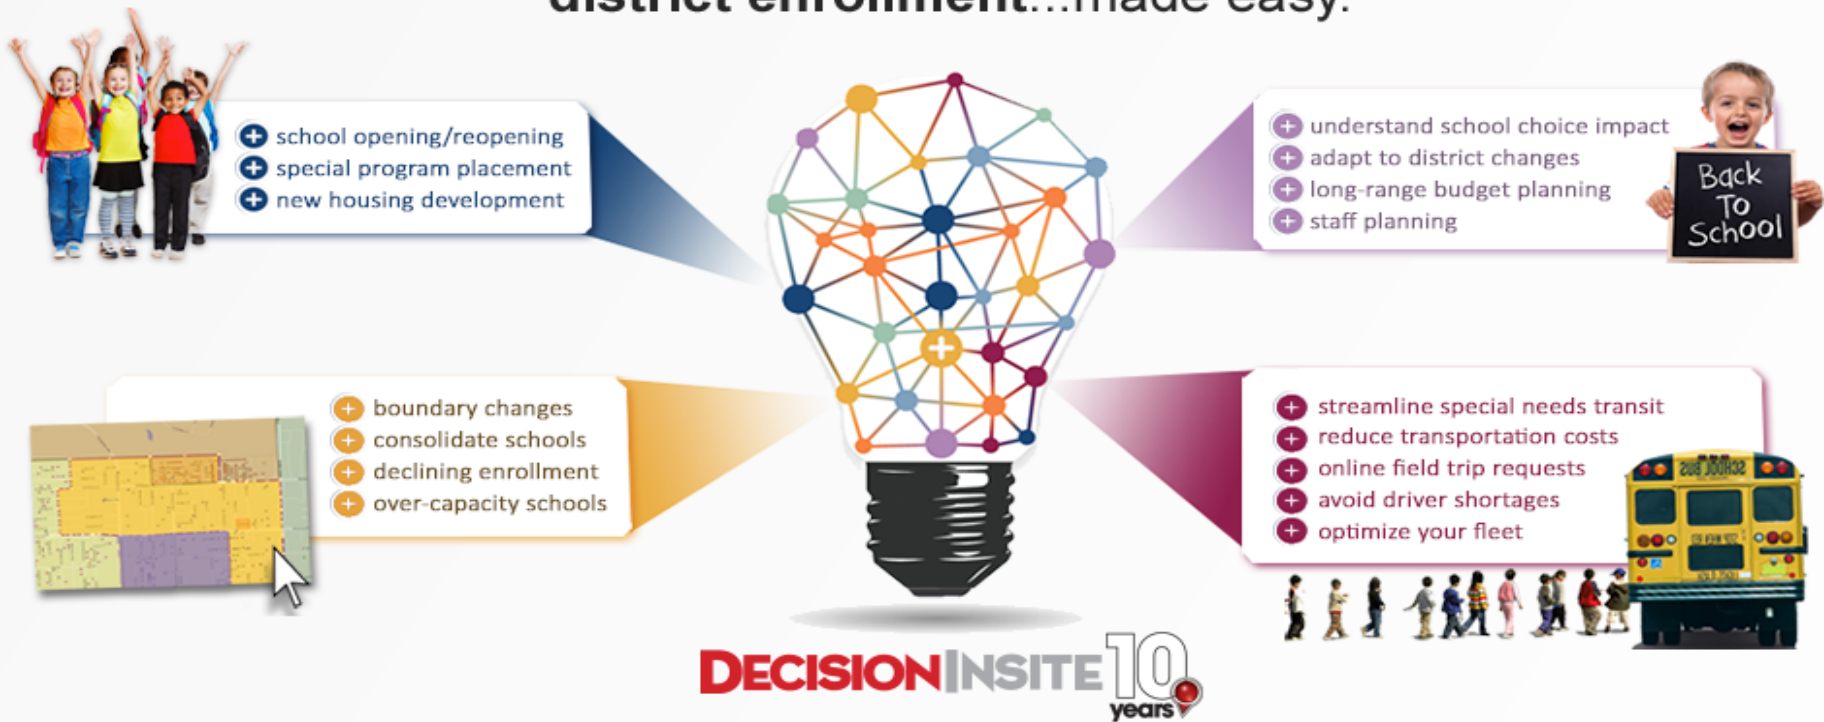 district enrollment...made easy.
school opening/reopening
special program placement
new housing development
understand school choice impact
adapt to district changes
long-range budget planning
staff planning
Back
TO
School
boundary changes
consolidate schools
declining enrollment
over-capacity schools
streamline special needs transit
reduce transportation costs
online field trip requests
avoid driver shortages
optimize your fleet
SCHOOL BUS
DECISIONINSITE 10
years